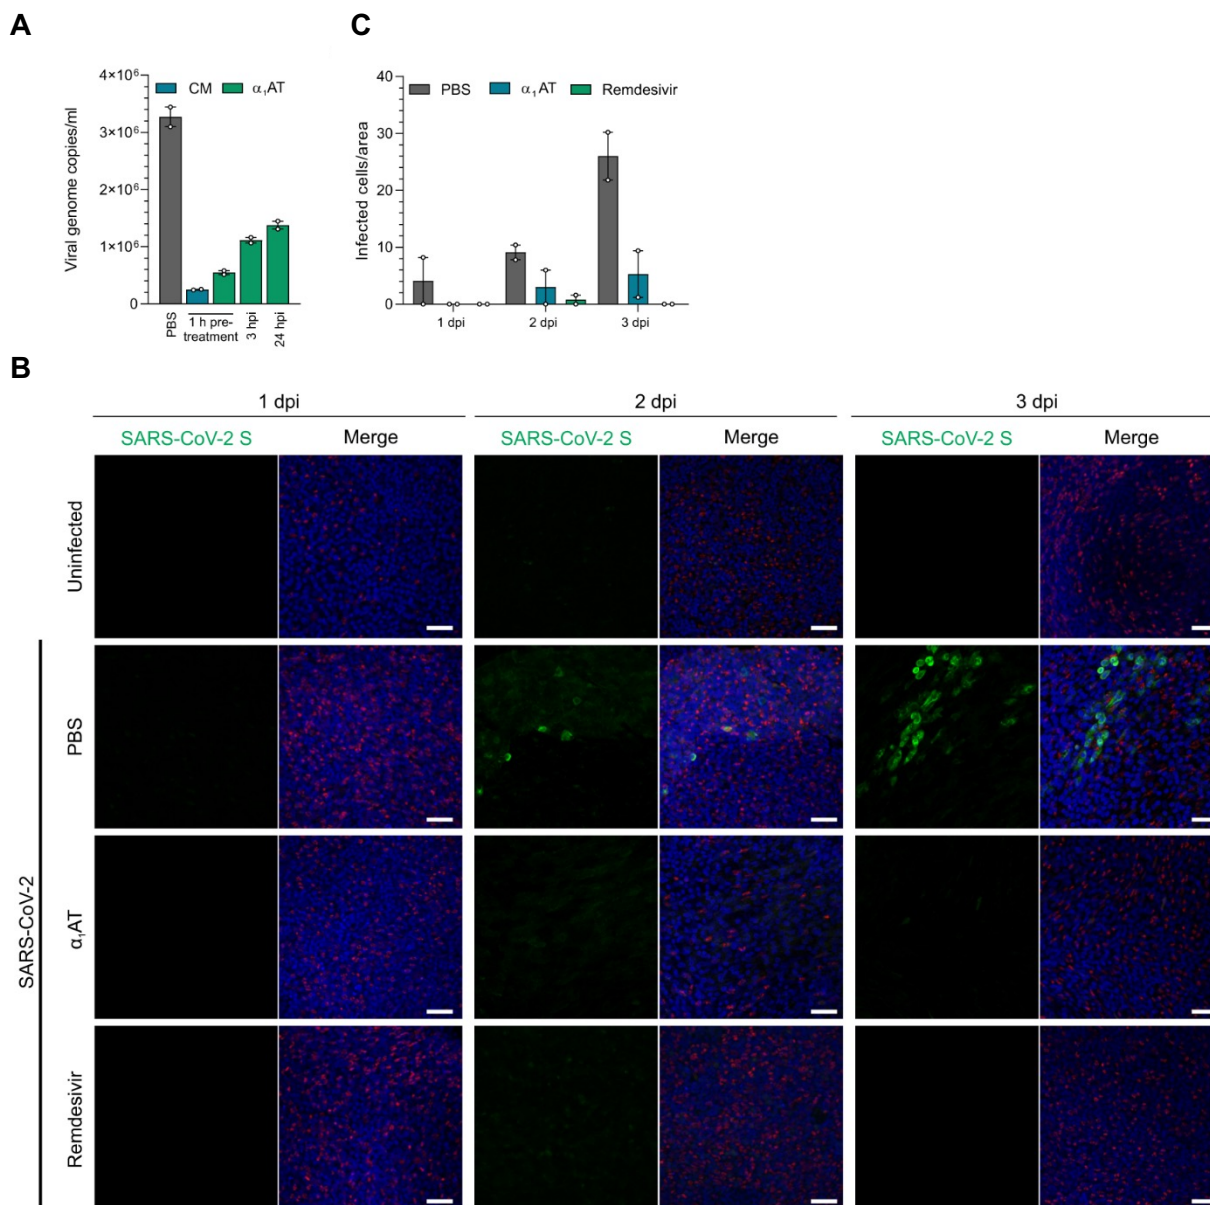 A
C
4×10⁶
3×10⁶
2×10⁶
1×10⁶
0
Viral genome copies/ml
CM
α₁AT
PBS
1 h pre-
treatment
3 hpi
24 hpi
40
30
20
10
0
Infected cells/area
PBS
α₁AT
Remdesivir
1 dpi
2 dpi
3 dpi
B
1 dpi
2 dpi
3 dpi
SARS-CoV-2 S
Merge
SARS-CoV-2 S
Merge
SARS-CoV-2 S
Merge
Uninfected
SARS-CoV-2
PBS
α₁AT
Remdesivir